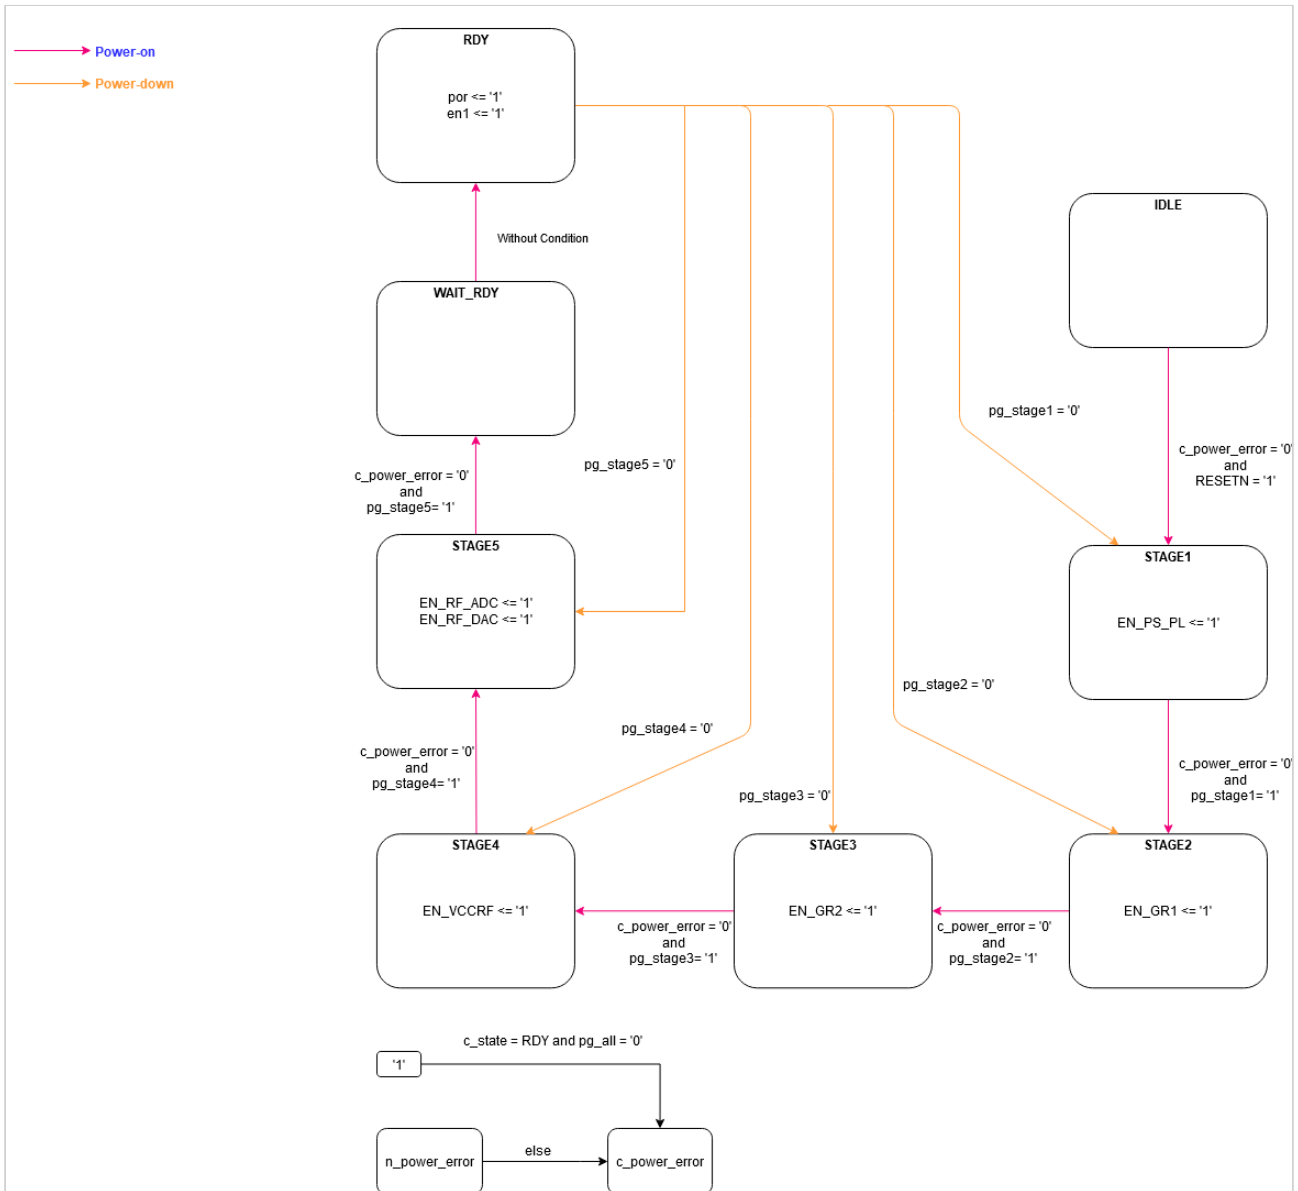 Power-on
Power-down
RDY
por <= '1'
en1 <= '1'
Without Condition
IDLE
WAIT_RDY
pg_stage1 = '0'
c_power_error = '0'
and
RESETN = '1'
pg_stage5 = '0'
c_power_error = '0'
and
pg_stage5= '1'
STAGE5
EN_RF_ADC <= '1'
EN_RF_DAC <= '1'
STAGE1
EN_PS_PL <= '1'
pg_stage2 = '0'
pg_stage4 = '0'
c_power_error = '0'
and
pg_stage4= '1'
c_power_error = '0'
and
pg_stage1= '1'
pg_stage3 = '0'
STAGE4
EN_VCCRF <= '1'
STAGE3
EN_GR2 <= '1'
STAGE2
EN_GR1 <= '1'
c_power_error = '0'
and
pg_stage3= '1'
c_power_error = '0'
and
pg_stage2= '1'
c_state = RDY and pg_all = '0'
'1'
n_power_error
else
c_power_error